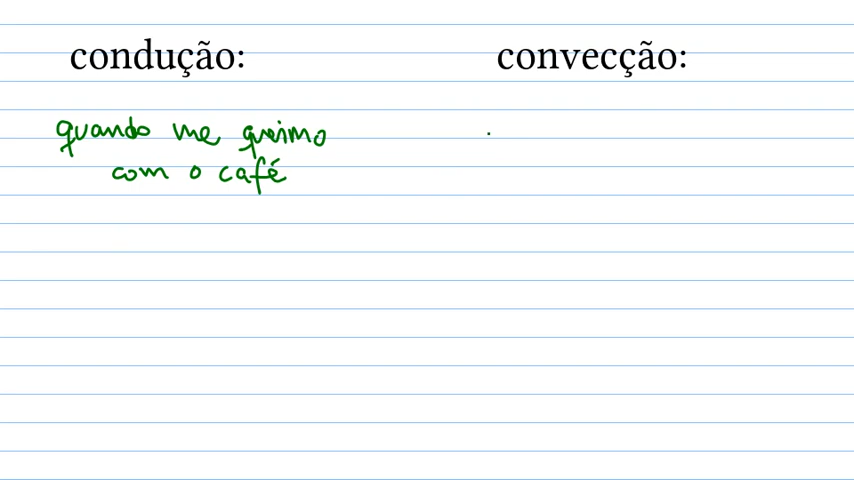 condução:
convecção:
quando me queimo
com o café